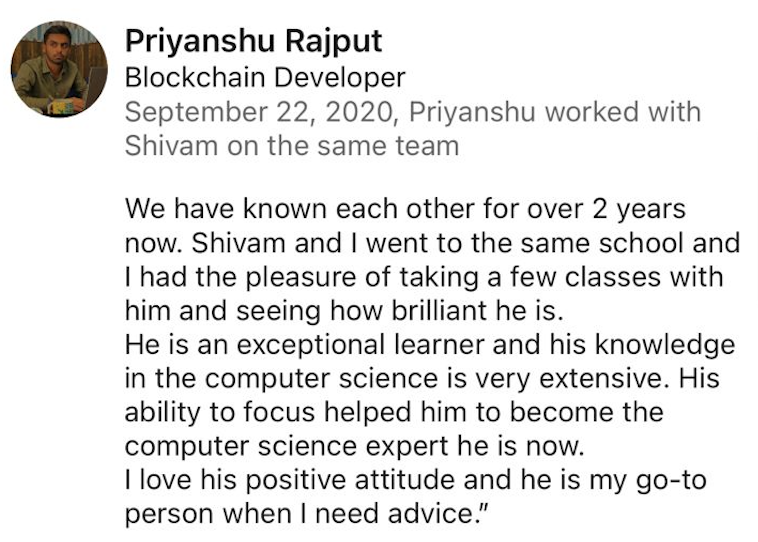 Priyanshu Rajput
Blockchain Developer
September 22, 2020, Priyanshu worked with
Shivam on the same team
We have known each other for over 2 years
now. Shivam and I went to the same school and
I had the pleasure of taking a few classes with
him and seeing how brilliant he is.
He is an exceptional learner and his knowledge
in the computer science is very extensive. His
ability to focus helped him to become the
computer science expert he is now.
I love his positive attitude and he is my go-to
person when I need advice.”